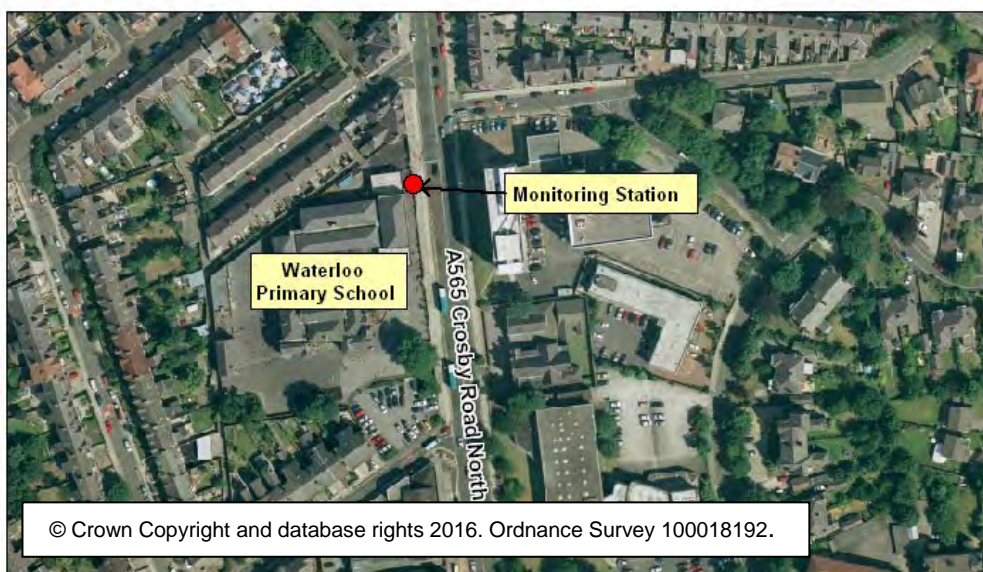 Monitoring Station
Waterloo
Primary School
A565 Crosby Road North
© Crown Copyright and database rights 2016. Ordnance Survey 100018192.